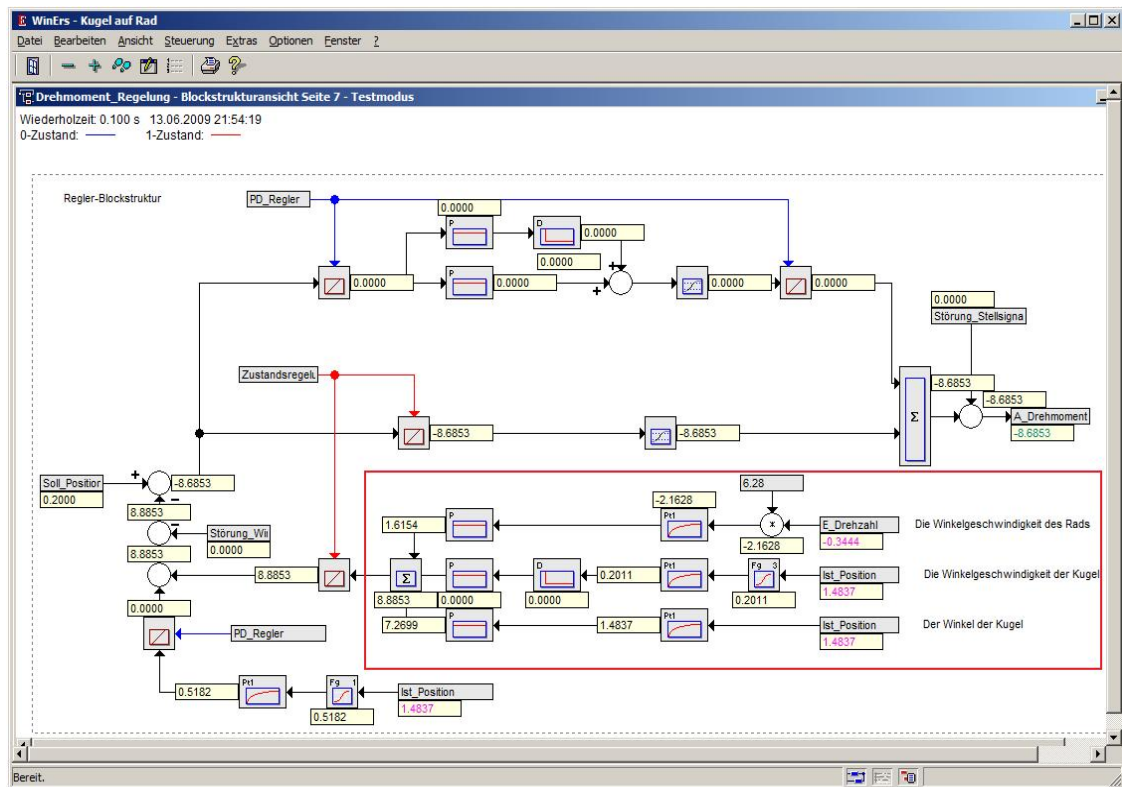 WinErs - Kugel auf Rad
Datei Bearbeiten Ansicht Steuerung Extras Optionen Fenster ?
Drehmoment_Regelung - Blockstrukturansicht Seite 7 - Testmodus
Wiederholzeit: 0.100 s 13.06.2009 21:54:19
0-Zustand: 1-Zustand:
Regler-Blockstruktur
PD_Regler
0.0000
P
D
0.0000
0.0000
+
0.0000
P
0.0000
+
0.0000
0.0000
0.0000
Störung_Stellsigna
Zustandsregelu
-8.6853
-8.6853
Σ
-8.6853
-8.6853
A_Drehmoment
-8.6853
Soll_Position
0.2000
+
-8.6853
-
8.8853
-
Störung_Wi
0.0000
8.8853
8.8853
0.0000
PD_Regler
6.28
-2.1628
1.6154
P
Pt1
*
-2.1628
E_Drehzahl
-0.3444
Die Winkelgeschwindigkeit des Rads
Σ
8.8853
P
0.0000
D
0.0000
0.2011
Pt1
Fg 3
0.2011
Ist_Position
1.4837
Die Winkelgeschwindigkeit der Kugel
7.2699
P
1.4837
Pt1
Ist_Position
1.4837
Der Winkel der Kugel
0.5182
Pt1
Fg 1
0.5182
Ist_Position
1.4837
Bereit.